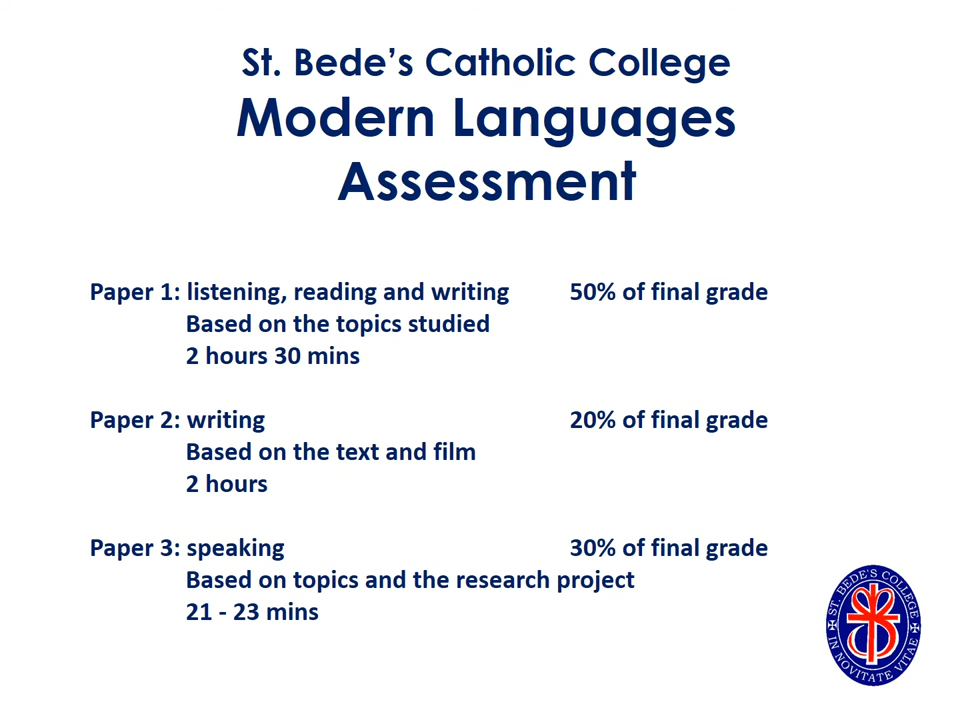 St. Bede’s Catholic College
Modern Languages
Assessment
Paper 1: listening, reading and writing 50% of final grade
Based on the topics studied
2 hours 30 mins
Paper 2: writing 20% of final grade
Based on the text and film
2 hours
Paper 3: speaking 30% of final grade
Based on topics and the research project
21 - 23 mins
ST. BEDE'S COLLEGE
IN NOVITATE VITAE